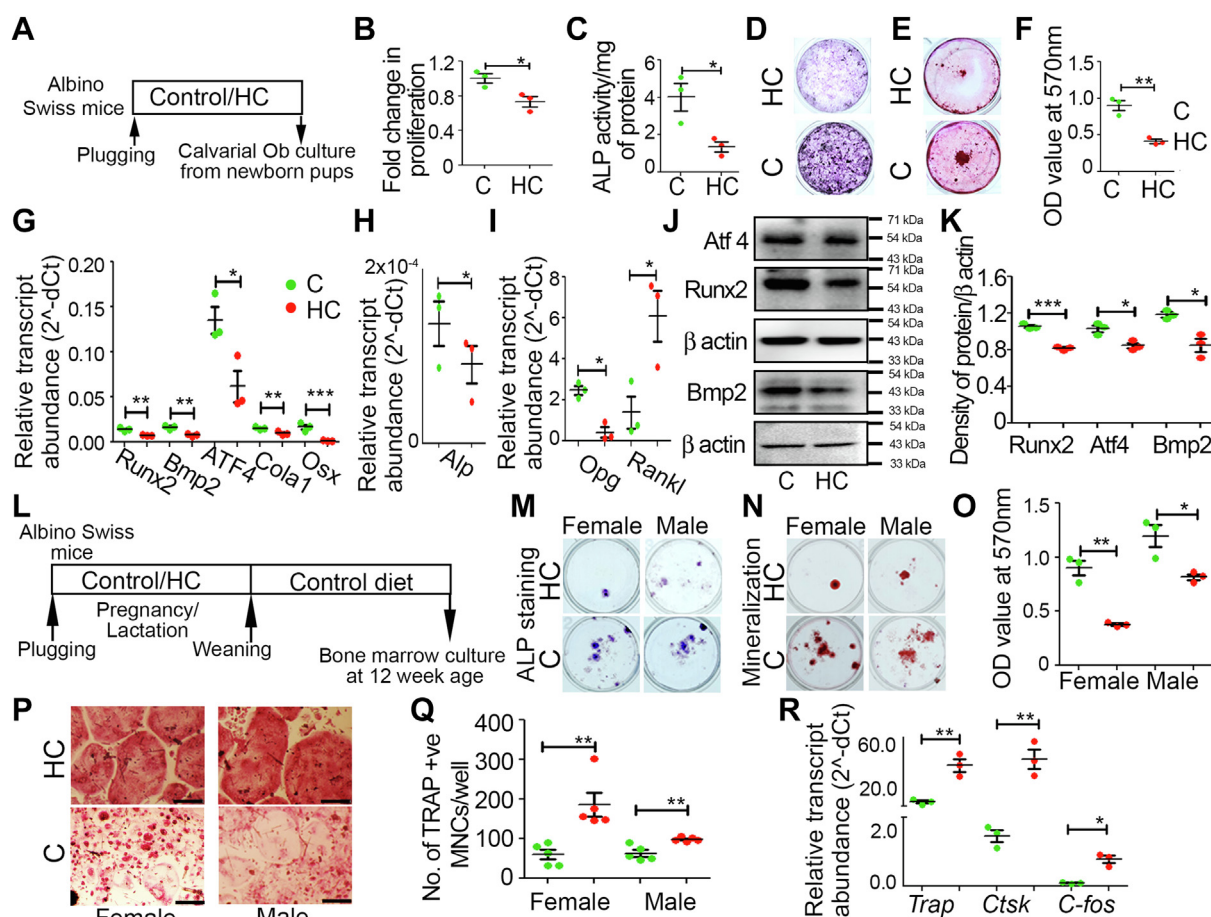 A
Albino
Swiss mice
Control/HC
Plugging
Calvarial Ob culture
from newborn pups
B
Fold change in
proliferation
1.2
0.8
0.4
0
*
C HC
C
ALP activity/mg
of protein
6
4
2
0
*
C HC
D
HC
C
E
HC
C
F
OD value at 570nm
1.5
1.0
0.5
0
**
C
HC
C HC
G
Relative transcript
abundance (2^-dCt)
0.20
0.15
0.10
0.05
0.00
C
HC
** ** * ** ***
Runx2 Bmp2 ATF4 Cola1 Osx
H
Relative transcript
abundance (2^-dCt)
2x10-4
0
*
Alp
I
Relative transcript
abundance (2^-dCt)
8
6
4
2
0
* *
Opg Rankl
J
Atf 4
71 kDa
54 kDa
43 kDa
Runx2
71 kDa
54 kDa
43 kDa
β actin
54 kDa
43 kDa
33 kDa
Bmp2
54 kDa
43 kDa
33 kDa
β actin
54 kDa
43 kDa
33 kDa
C HC
K
Density of protein/β actin
1.6
1.2
0.8
0.4
0
*** * *
Runx2 Atf4 Bmp2
L
Albino Swiss
mice
Control/HC
Control diet
Pregnancy/
Lactation
Plugging
Weaning
Bone marrow culture
at 12 week age
M
Female Male
ALP staining
HC
C
N
Female Male
Mineralization
HC
C
O
OD value at 570nm
1.5
1.0
0.5
0
** *
Female Male
P
HC
C
Female Male
Q
No. of TRAP +ve
MNCs/well
400
300
200
100
0
** **
Female Male
R
Relative transcript
abundance (2^-dCt)
60.0
20.0
2.0
0.0
** ** *
Trap Ctsk C-fos